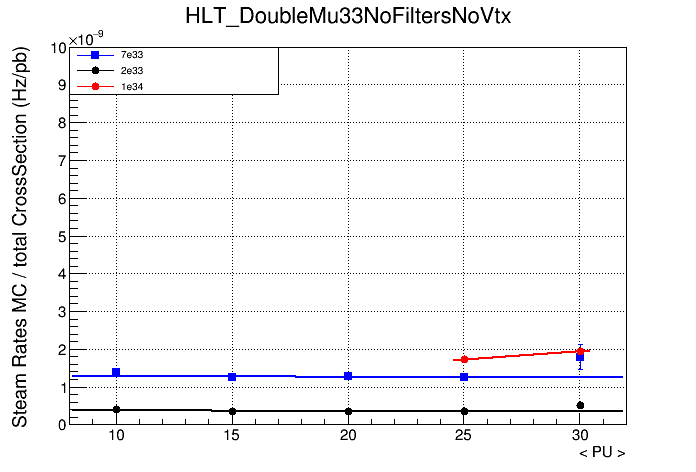 HLT_DoubleMu33NoFiltersNoVtx
×10⁻⁹
Steam Rates MC / total CrossSection (Hz/pb)
7e33
2e33
1e34
10
9
8
7
6
5
4
3
2
1
0
10 15 20 25 30
< PU >